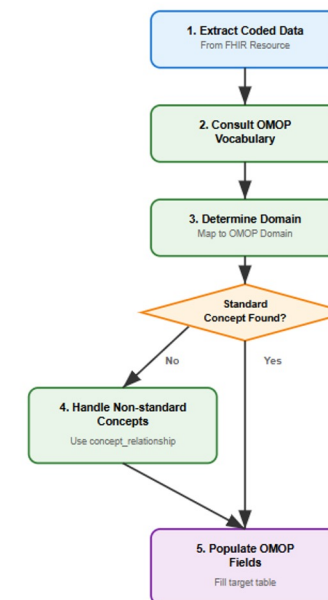 1. Extract Coded Data
From FHIR Resource
2. Consult OMOP
Vocabulary
3. Determine Domain
Map to OMOP Domain
Standard
Concept Found?
No
Yes
4. Handle Non-standard
Concepts
Use concept_relationship
5. Populate OMOP
Fields
Fill target table